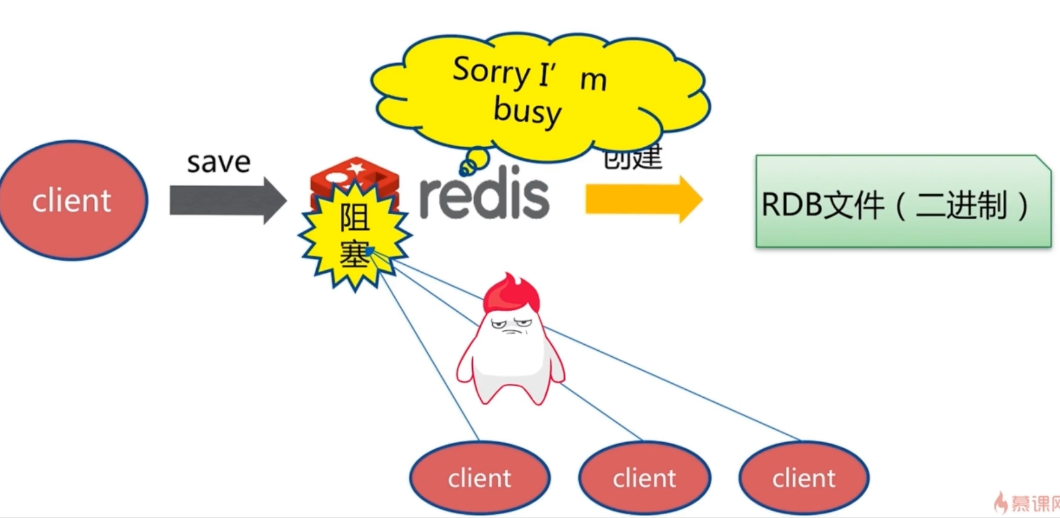 Sorry I' m
busy
save
创建
client
阻
塞
redis
RDB文件（二进制）
client
client
client
慕课网